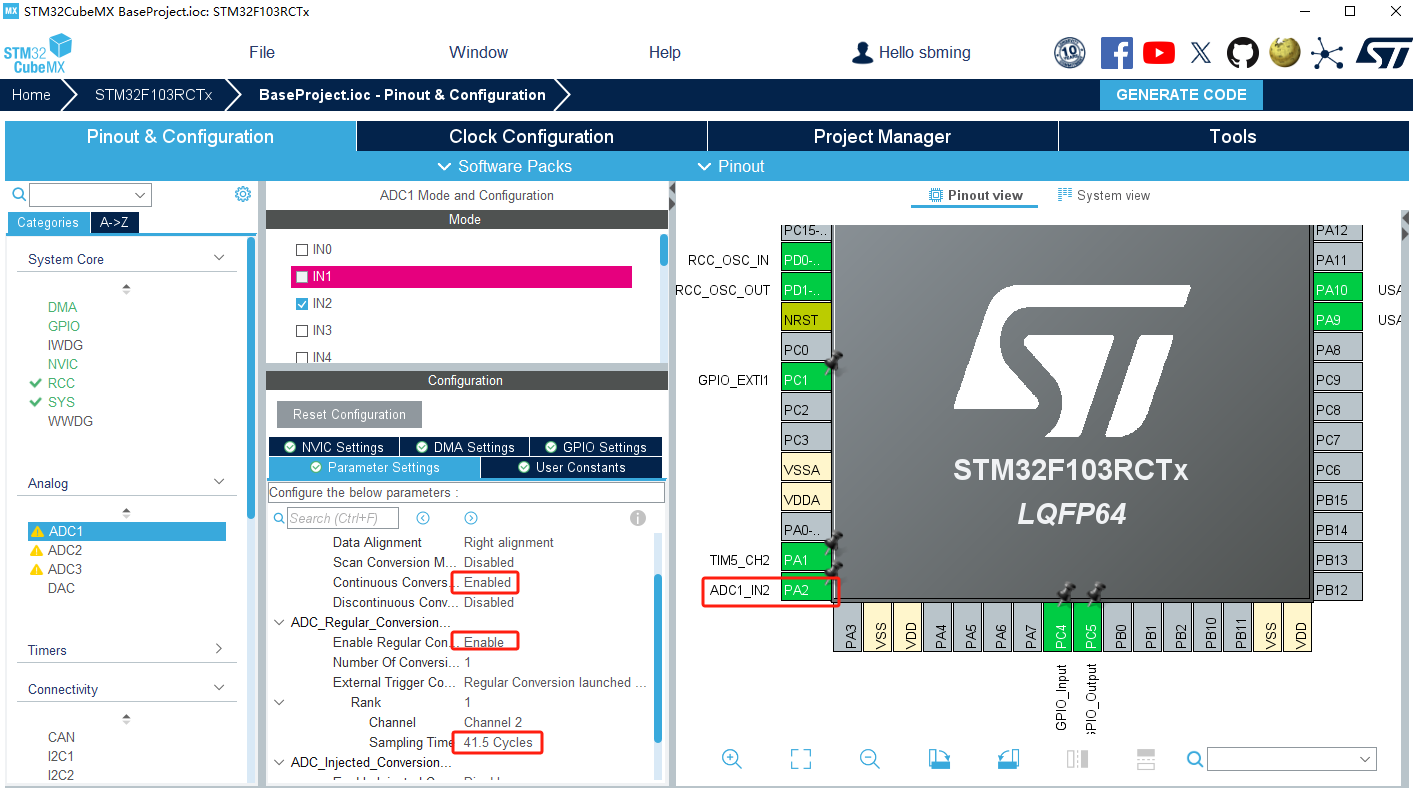 MX STM32CubeMX BaseProject.ioc: STM32F103RCTx
STM32 CubeMX
File Window Help Hello sbming
10
Home STM32F103RCTx BaseProject.ioc - Pinout & Configuration GENERATE CODE
Pinout & Configuration Clock Configuration Project Manager Tools
Software Packs Pinout
Categories A->Z
System Core
DMA
GPIO
IWDG
NVIC
RCC
SYS
WWDG
Analog
ADC1
ADC2
ADC3
DAC
Timers
Connectivity
CAN
I2C1
I2C2
ADC1 Mode and Configuration
Mode
IN0
IN1
IN2
IN3
IN4
Configuration
Reset Configuration
NVIC Settings DMA Settings GPIO Settings
Parameter Settings User Constants
Configure the below parameters :
Search (Ctrl+F)
Data Alignment Right alignment
Scan Conversion M... Disabled
Continuous Convers... Enabled
Discontinuous Conv... Disabled
ADC_Regular_Conversion...
Enable Regular Con... Enable
Number Of Conversi... 1
External Trigger Co... Regular Conversion launched ...
Rank 1
Channel Channel 2
Sampling Time 41.5 Cycles
ADC_Injected_Conversion...
Pinout view System view
PC15-..
RCC_OSC_IN PD0-..
RCC_OSC_OUT PD1-..
NRST
PC0
GPIO_EXTI1 PC1
PC2
PC3
VSSA
VDDA
PA0-..
TIM5_CH2 PA1
ADC1_IN2 PA2
ST
STM32F103RCTx
LQFP64
PA12
PA11
PA10 USA
PA9 USA
PA8
PC9
PC8
PC7
PC6
PB15
PB14
PB13
PB12
PA3 VSS VDD PA4 PA5 PA6 PA7 PC4 PC5 PB0 PB1 PB2 PB10 PB11 VSS VDD
GPIO_Input
GPIO_Output